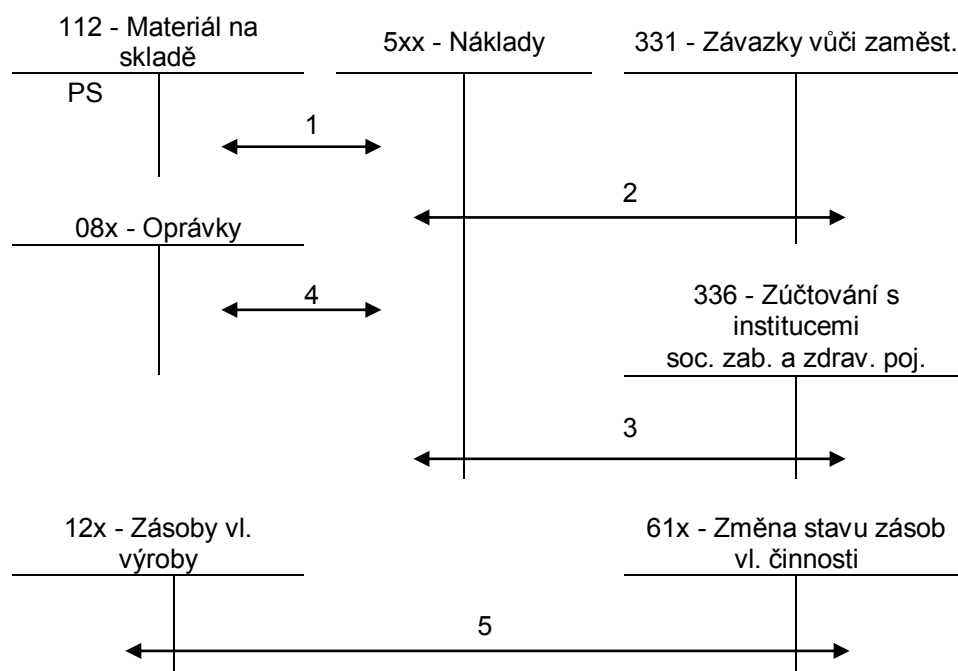 112 - Materiál na
skladě
5xx - Náklady
331 - Závazky vůči zaměst.
PS
1
2
08x - Oprávky
4
336 - Zúčtování s
institucemi
soc. zab. a zdrav. poj.
3
12x - Zásoby vl.
výroby
61x - Změna stavu zásob
vl. činnosti
5